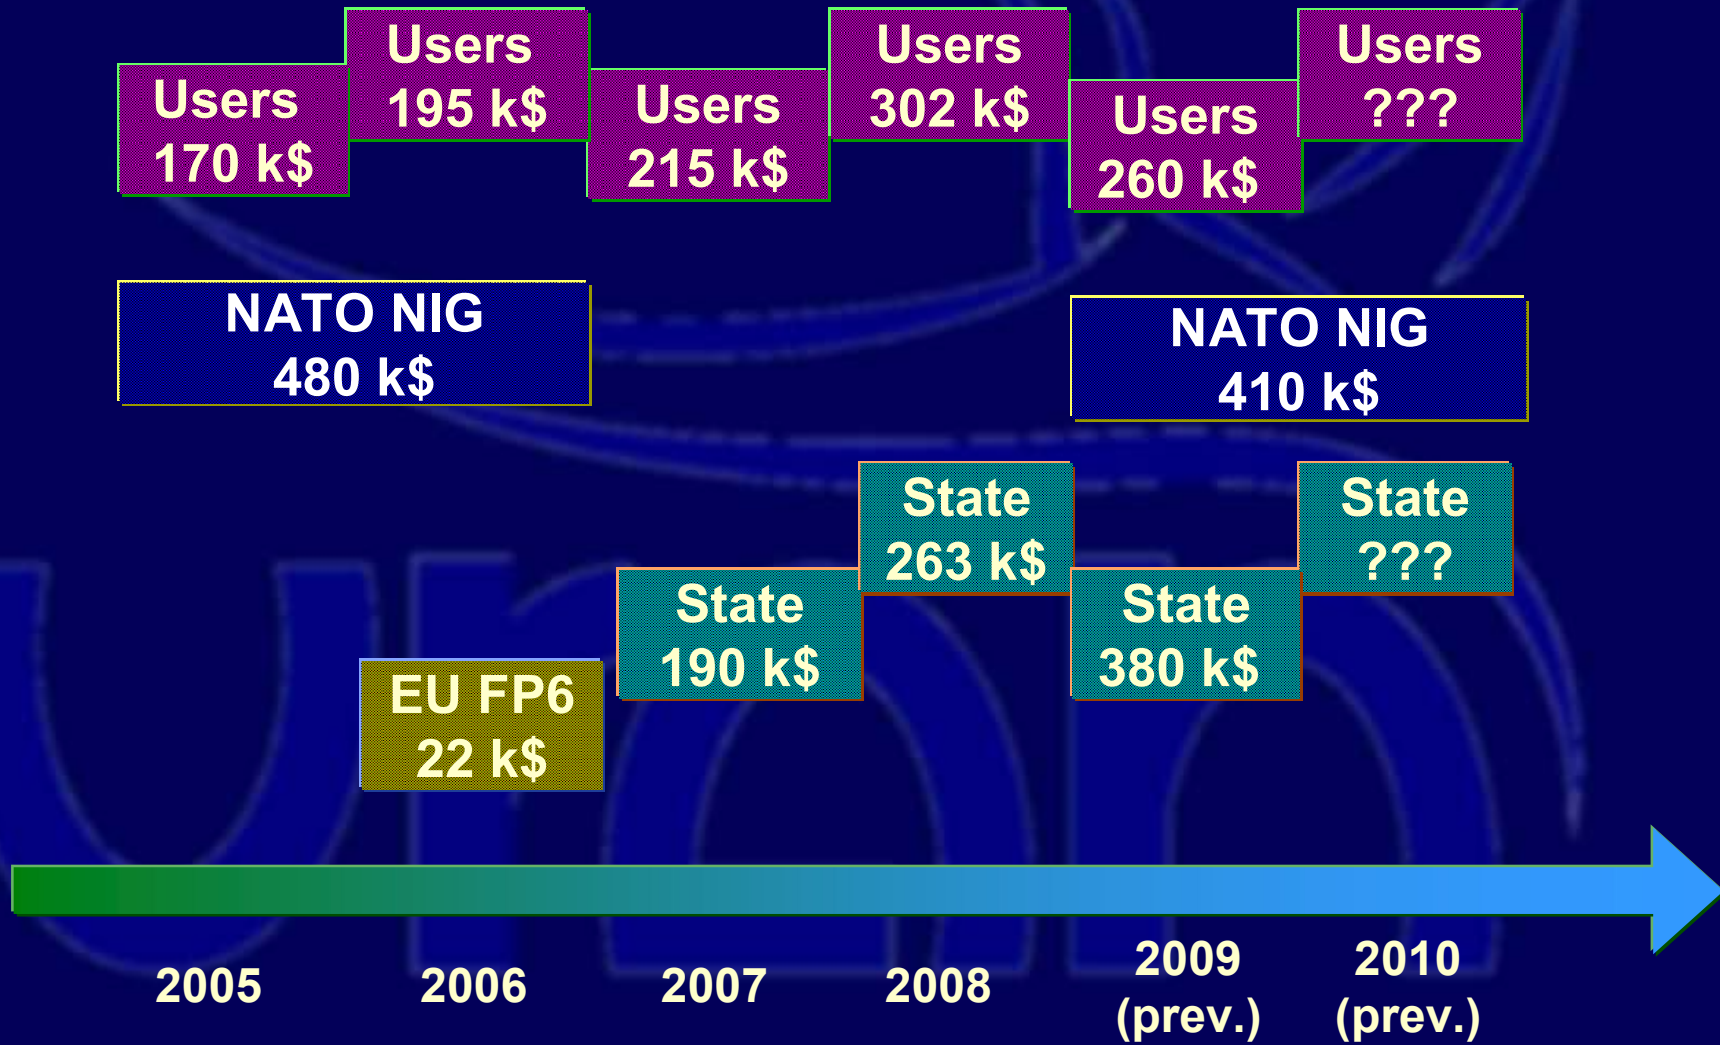 Users
170 k$
Users
195 k$
Users
215 k$
Users
302 k$
Users
260 k$
Users
???
NATO NIG
480 k$
NATO NIG
410 k$
State
190 k$
State
263 k$
State
380 k$
State
???
EU FP6
22 k$
2005
2006
2007
2008
2009
(prev.)
2010
(prev.)